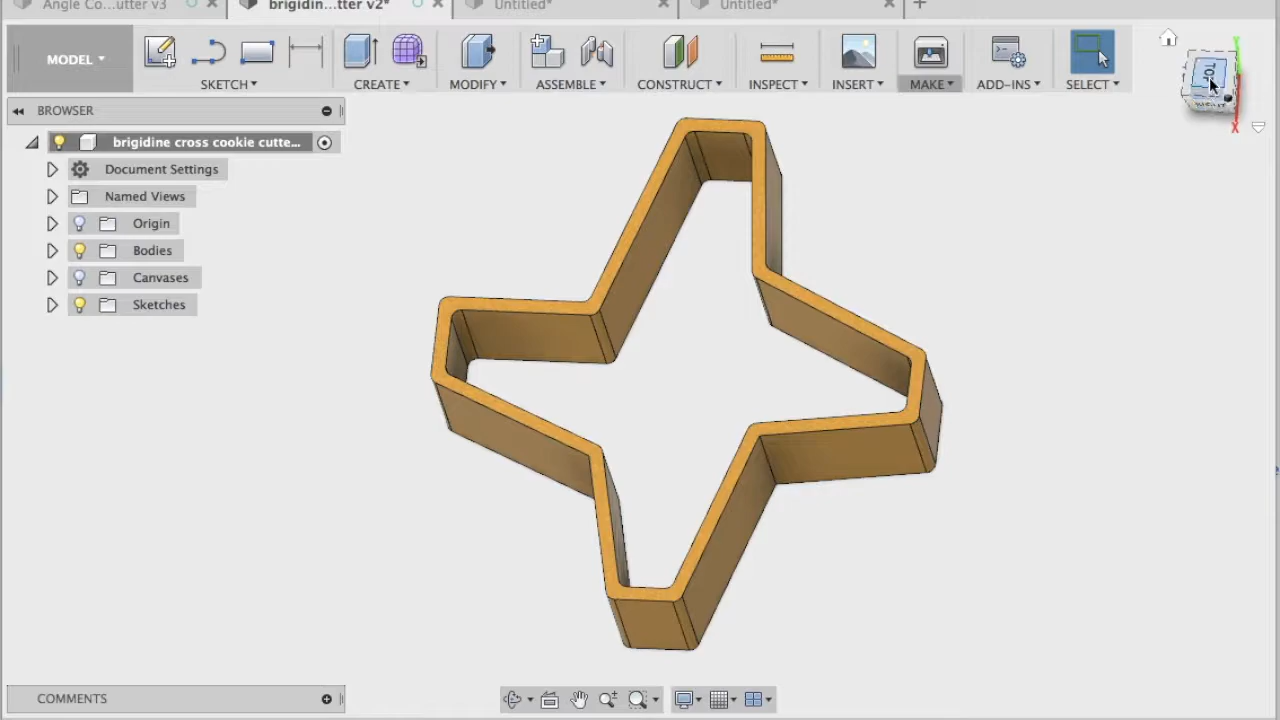 Angle Co...utter v3
brigidin...tter v2*
Untitled*
Untitled*
MODEL
SKETCH
CREATE
MODIFY
ASSEMBLE
CONSTRUCT
INSPECT
INSERT
MAKE
ADD-INS
SELECT
TOP
BROWSER
brigidine cross cookie cutte...
Document Settings
Named Views
Origin
Bodies
Canvases
Sketches
COMMENTS